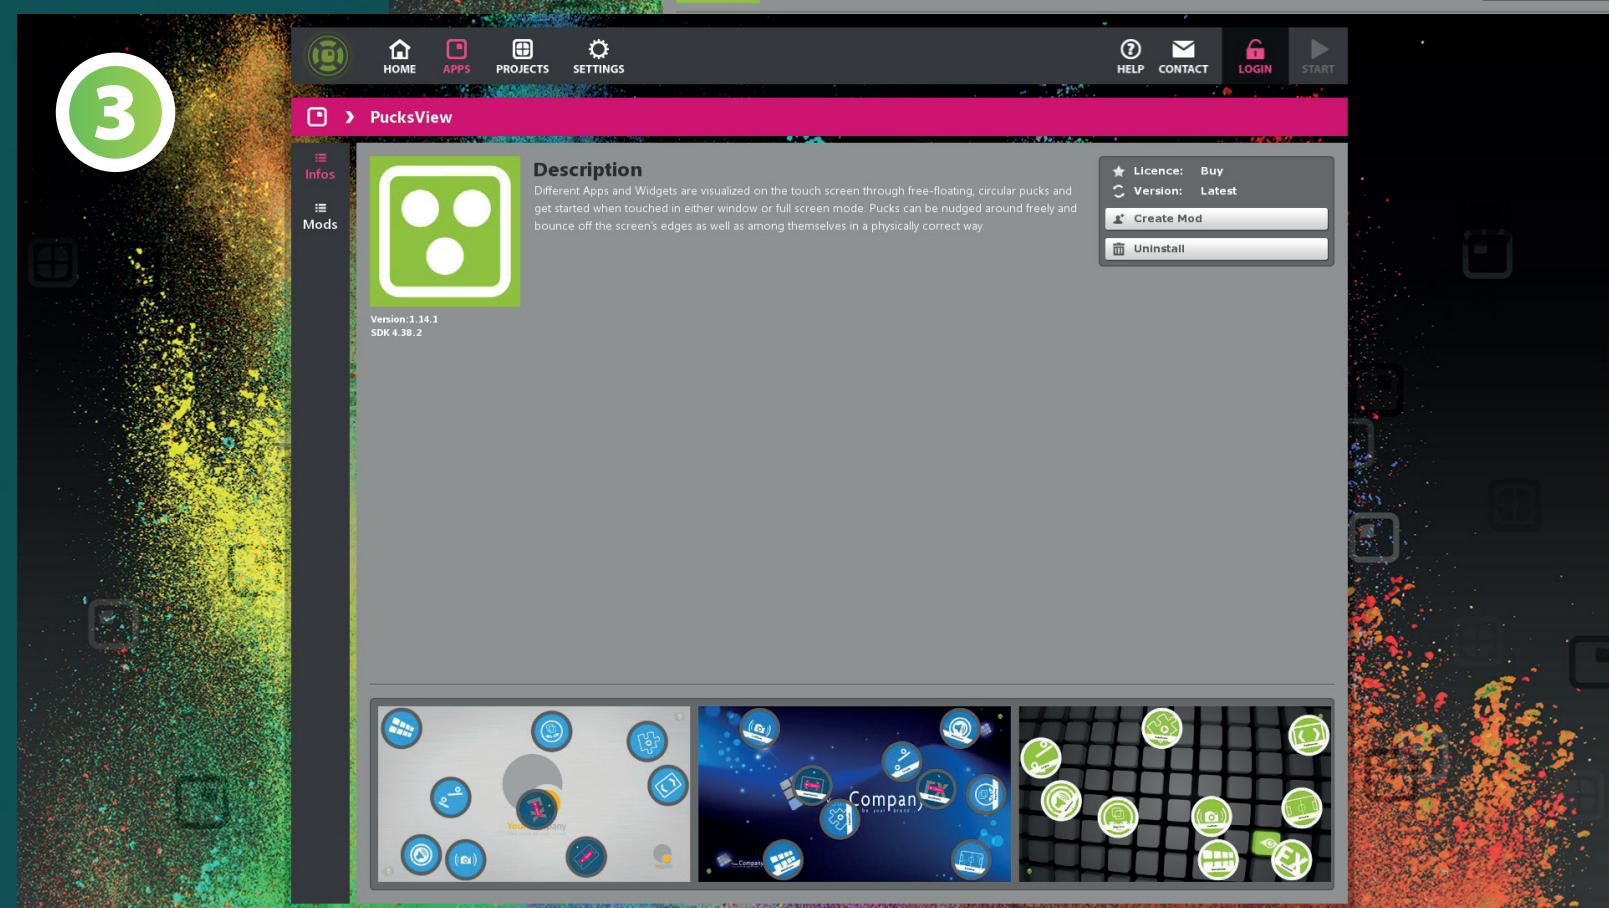 3
HOME
APPS
PROJECTS
SETTINGS
HELP
CONTACT
LOGIN
START
PucksView
Infos
Mods
Description
Different Apps and Widgets are visualized on the touch screen through free-floating, circular pucks and
get started when touched in either window or full screen mode. Pucks can be nudged around freely and
bounce off the screen's edges as well as among themselves in a physically correct way
Licence: Buy
Version: Latest
Create Mod
Uninstall
Version:1.14.1
SDK 4.38.2
Company